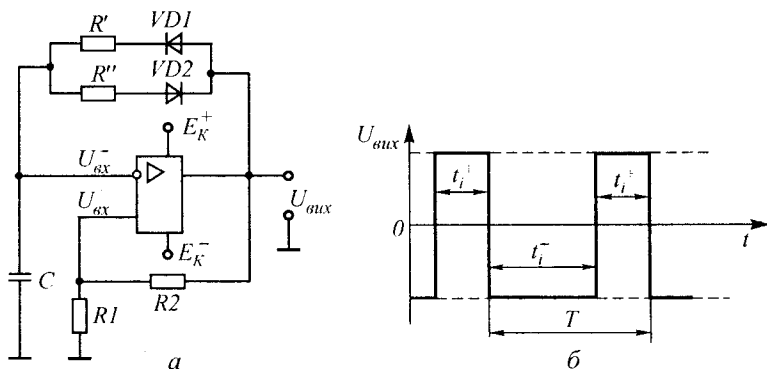 R' VD1
R'' VD2
E_K^+
U_вх^-
U_вх
U_вих
E_K^-
C
R1
R2
а
U_вих
t_i^+
t_i^+
0
t
t_i^-
T
б